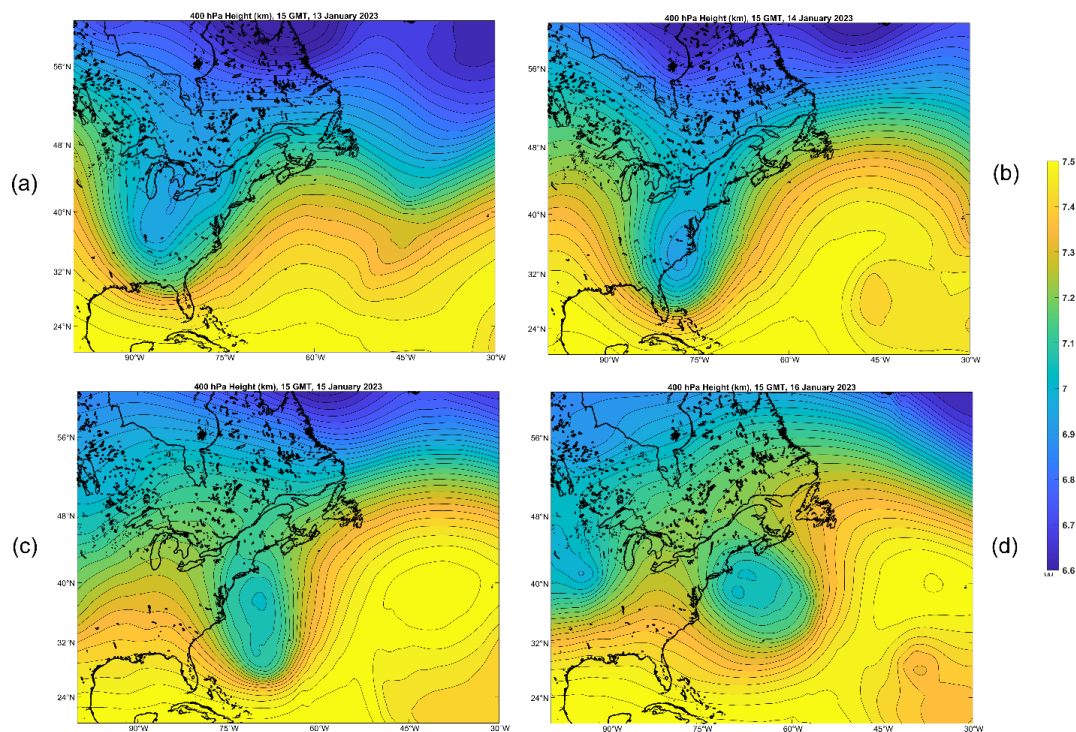 400 hPa Height (km), 15 GMT, 13 January 2023
400 hPa Height (km), 15 GMT, 14 January 2023
(a)
56°N
48°N
40°N
32°N
24°N
90°W 75°W 60°W 45°W 30°W
56°N
48°N
40°N
32°N
24°N
90°W 75°W 60°W 45°W 30°W
(b)
400 hPa Height (km), 15 GMT, 15 January 2023
400 hPa Height (km), 15 GMT, 16 January 2023
(c)
56°N
48°N
40°N
32°N
24°N
90°W 75°W 60°W 45°W 30°W
56°N
48°N
40°N
32°N
24°N
90°W 75°W 60°W 45°W 30°W
(d)
7.5
7.4
7.3
7.2
7.1
7
6.9
6.8
6.7
6.6